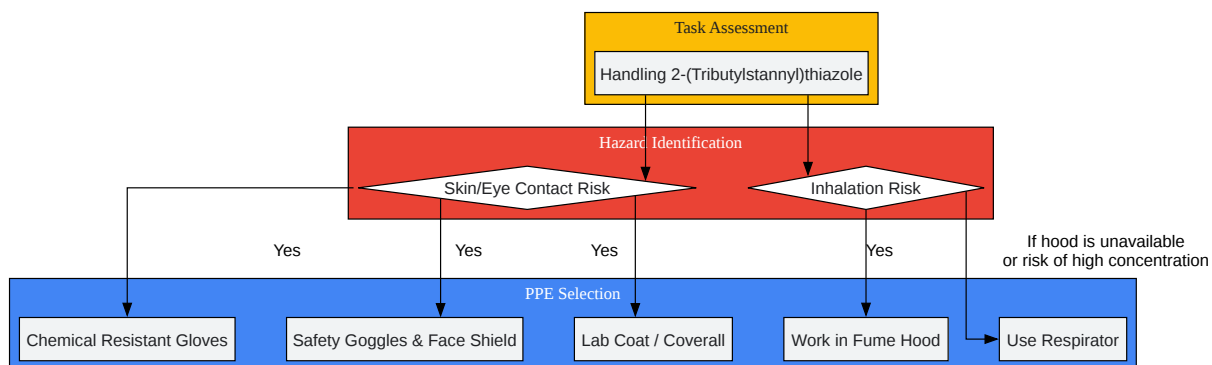 Task Assessment
Handling 2-(Tributylstannyl)thiazole
Hazard Identification
Skin/Eye Contact Risk
Inhalation Risk
Yes
Yes
Yes
Yes
If hood is unavailable
or risk of high concentration
PPE Selection
Chemical Resistant Gloves
Safety Goggles & Face Shield
Lab Coat / Coverall
Work in Fume Hood
Use Respirator